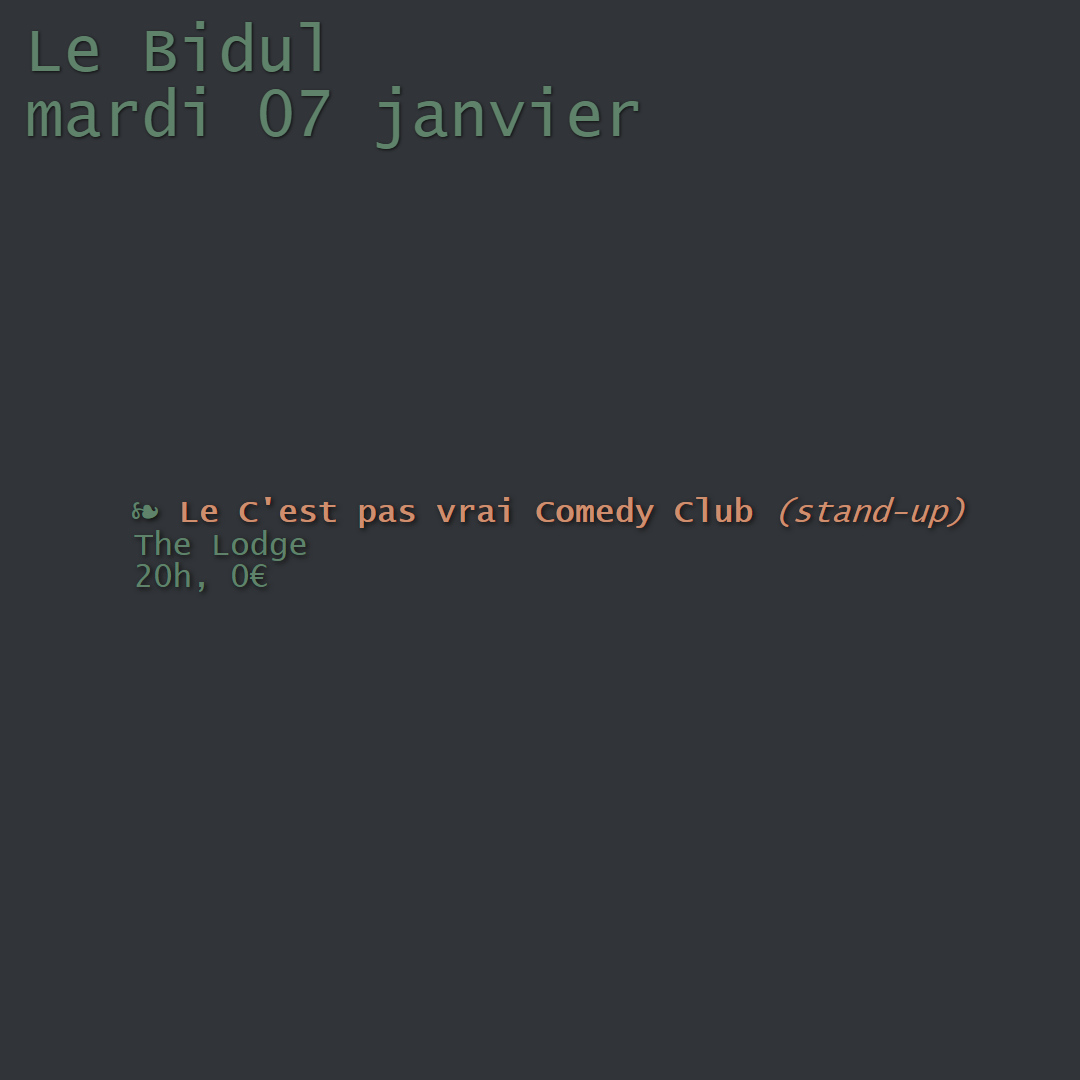 Le Bidul
mardi 07 janvier
❧ Le C'est pas vrai Comedy Club (stand-up)
The Lodge
20h, 0€